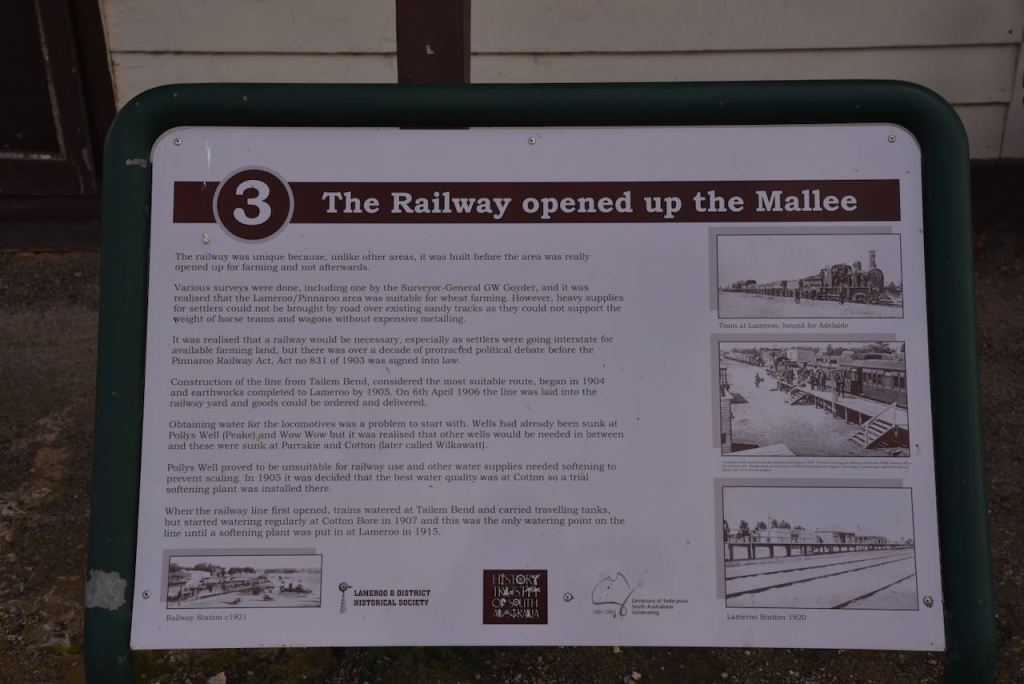 3 The Railway opened up the Mallee
The railway was unique because, unlike other areas, it was built before the area was really
opened up for farming and not afterwards.
Various surveys were done, including one by the Surveyor-General GW Goyder, and it was
realised that the Lameroo/Pinnaroo area was suitable for wheat farming. However, heavy supplies
for settlers could not be brought by road over existing sandy tracks as they could not support the
weight of horse teams and wagons without expensive metalling.
It was realised that a railway would be necessary, especially as settlers were going interstate for
available farming land, but there was over a decade of protracted political debate before the
Pinnaroo Railway Act, Act no 831 of 1903 was signed into law.
Construction of the line from Tailem Bend, considered the most suitable route, began in 1904
and earthworks completed to Lameroo by 1905. On 6th April 1906 the line was laid into the
railway yard and goods could be ordered and delivered.
Obtaining water for the locomotives was a problem to start with. Wells had already been sunk at
Pollys Well (Peake) and Wow Wow but it was realised that other wells would be needed in between
and these were sunk at Parrakie and Cotton (later called Wilkawatt).
Pollys Well proved to be unsuitable for railway use and other water supplies needed softening to
prevent scaling. In 1905 it was decided that the best water quality was at Cotton so a trial
softening plant was installed there.
When the railway line first opened, trains watered at Tailem Bend and carried travelling tanks,
but started watering regularly at Cotton Bore in 1907 and this was the only watering point on the
line until a softening plant was put in at Lameroo in 1915.
Train at Lameroo, bound for Adelaide
Lameroo Station 1920
Railway Station c1921
LAMEROO & DISTRICT
HISTORICAL SOCIETY
HISTORY
TRUST
OF SOUTH
AUSTRALIA
1901-2001
Centenary of Federation
South Australians
Celebrating